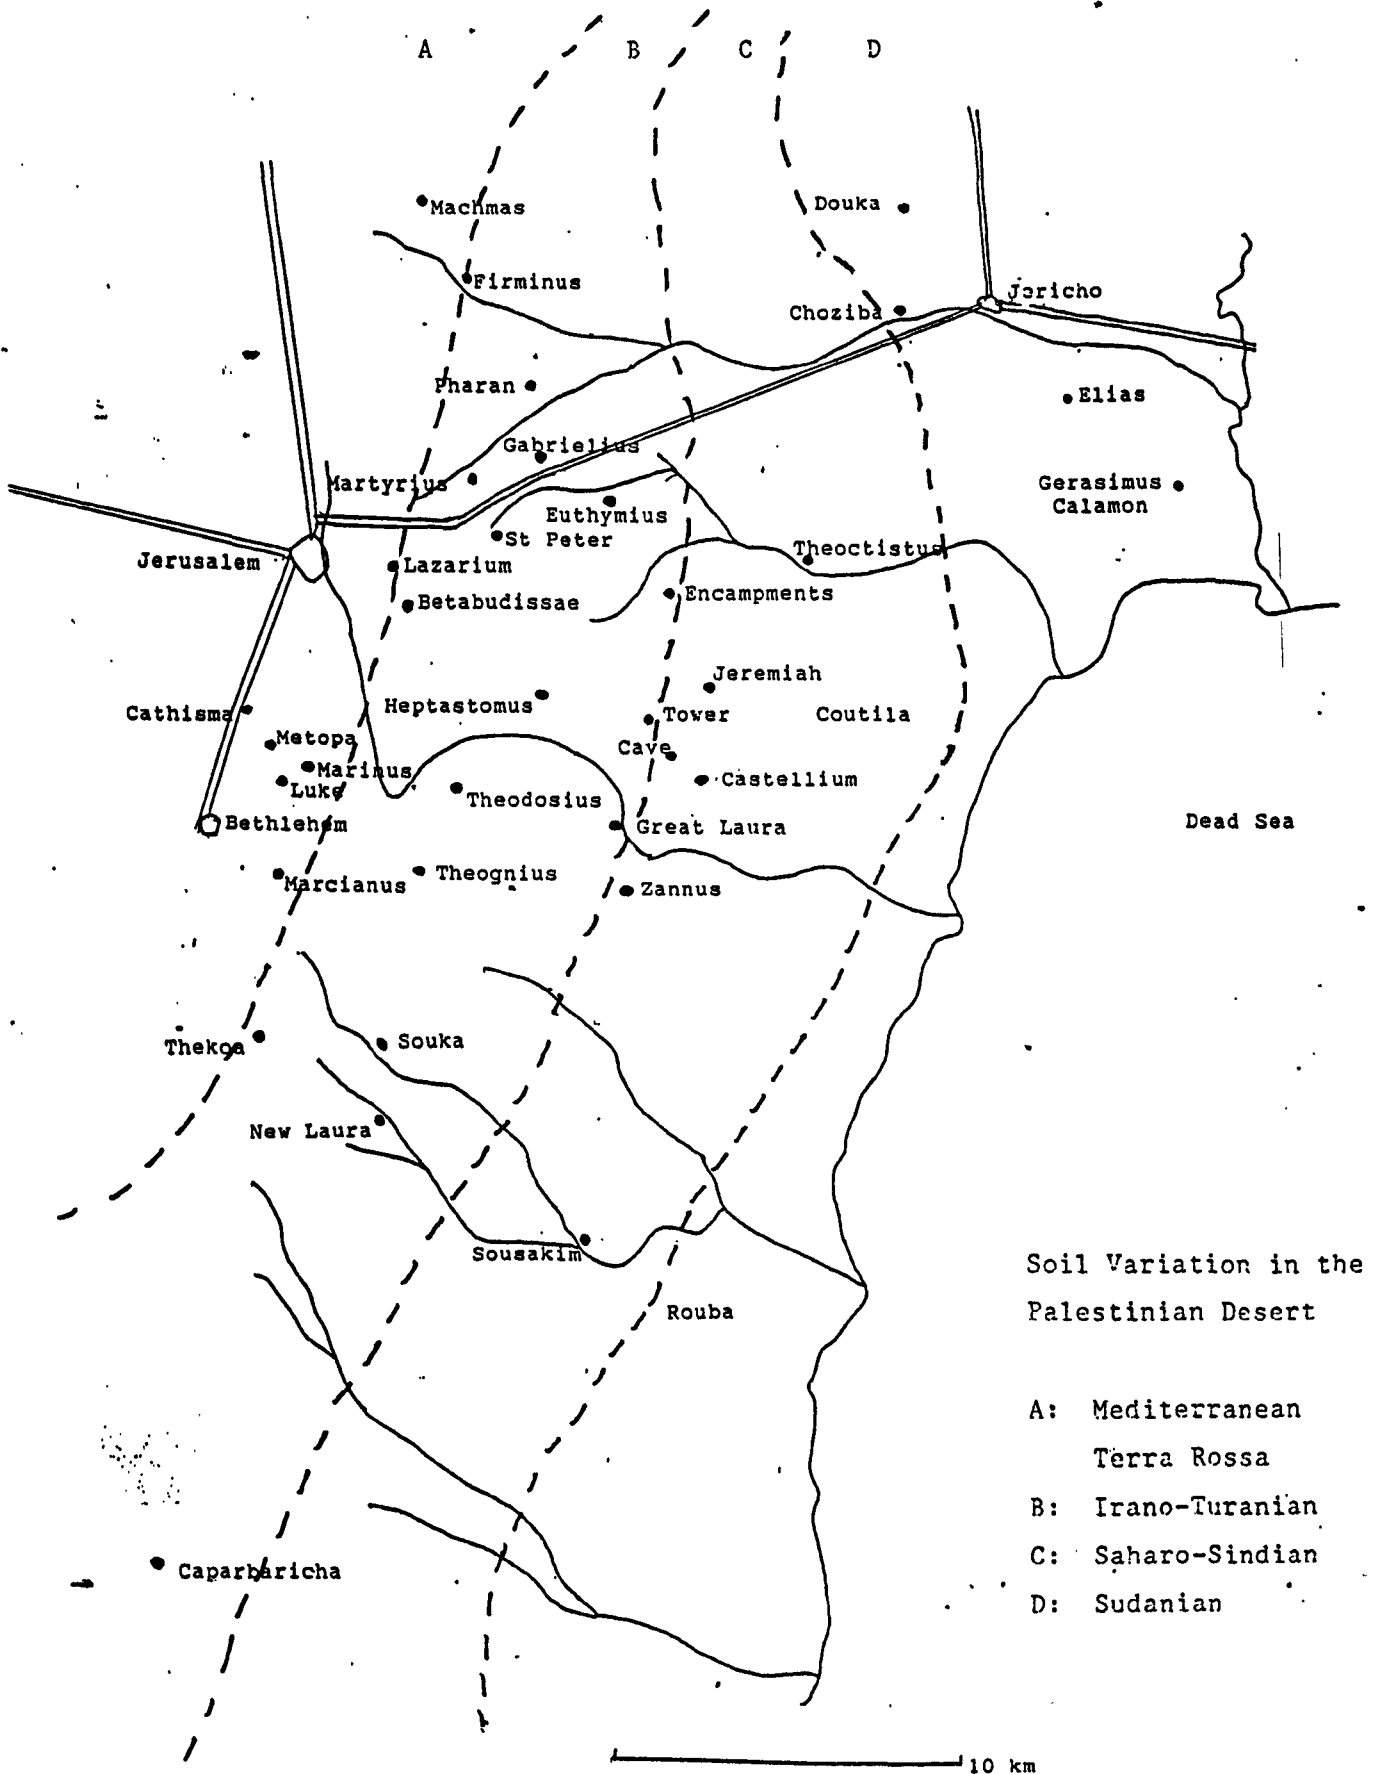 A B C D
Machmas
Douka
Firminus
Jericho
Choziba
Pharan
Elias
Gabrielius
Martyrius
Gerasimus
Calamon
Euthymius
St Peter
Jerusalem
Theoctistus
Lazarium
Encampments
Betabudissae
Jeremiah
Heptastomus
Tower
Coutila
Cathisma
Metopa
Cave
Marinus
Castellium
Luke
Theodosius
Bethlehem
Great Laura
Dead Sea
Marcianus
Theognius
Zannus
Thekoa
Souka
New Laura
Sousakim
Rouba
Soil Variation in the
Palestinian Desert
A: Mediterranean
Terra Rossa
B: Irano-Turanian
C: Saharo-Sindian
D: Sudanian
Caparbaricha
10 km